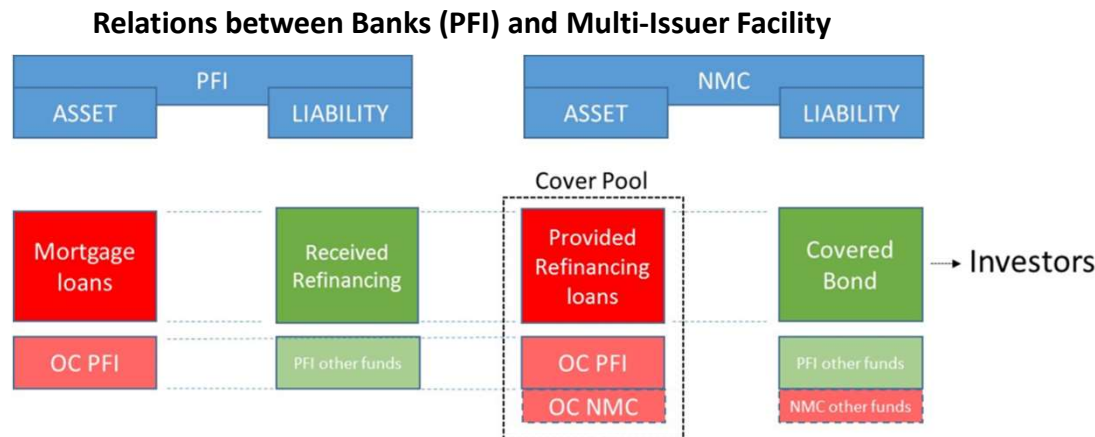 Relations between Banks (PFI) and Multi-Issuer Facility
PFI
ASSET
LIABILITY
NMC
ASSET
LIABILITY
Cover Pool
Mortgage
loans
Received
Refinancing
Provided
Refinancing
loans
Covered
Bond
Investors
OC PFI
PFI other funds
OC PFI
PFI other funds
OC NMC
NMC other funds